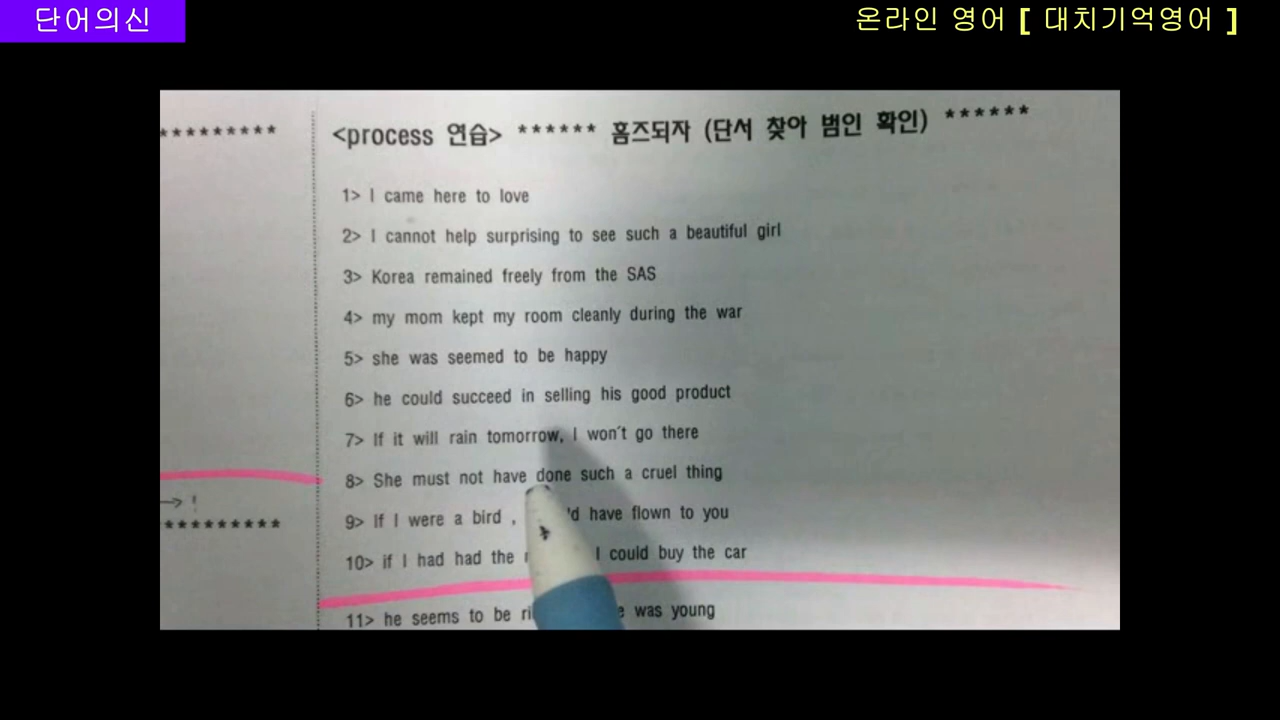 단어의신
온라인 영어 [ 대치기억영어 ]
********* <process 연습> ****** 홈즈되자 (단서 찾아 범인 확인) ******
1> I came here to love
2> I cannot help surprising to see such a beautiful girl
3> Korea remained freely from the SAS
4> my mom kept my room cleanly during the war
5> she was seemed to be happy
6> he could succeed in selling his good product
7> If it will rain tomorrow, I won't go there
8> She must not have done such a cruel thing
→ !
9> If I were a bird , have flown to you
*********
10> if I had had the I could buy the car
11> he seems to be was young